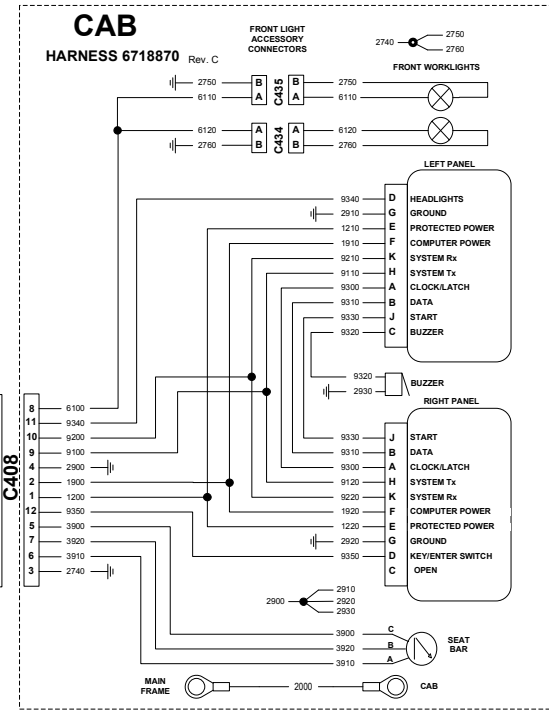 CAB
HARNESS 6718870 Rev. C
FRONT LIGHT
ACCESSORY
CONNECTORS
2740
2750
2760
FRONT WORKLIGHTS
2750 B C435 B 2750
6110 A A 6110
6120 A C434 A 6120
2760 B B 2760
LEFT PANEL
9340 D HEADLIGHTS
2910 G GROUND
1210 E PROTECTED POWER
1910 F COMPUTER POWER
9210 K SYSTEM Rx
9110 H SYSTEM Tx
9300 A CLOCK/LATCH
9310 B DATA
9330 J START
9320 C BUZZER
9320
2930
BUZZER
RIGHT PANEL
9330 J START
9310 B DATA
9300 A CLOCK/LATCH
9120 H SYSTEM Tx
9220 K SYSTEM Rx
1920 F COMPUTER POWER
1220 E PROTECTED POWER
2920 G GROUND
9350 D KEY/ENTER SWITCH
C OPEN
C408
8 6100
11 9340
10 9200
9 9100
4 2900
2 1900
1 1200
12 9350
5 3900
7 3920
6 3910
3 2740
2900
2910
2920
2930
3900 C
3920 B
3910 A
SEAT
BAR
MAIN
FRAME
2000
CAB